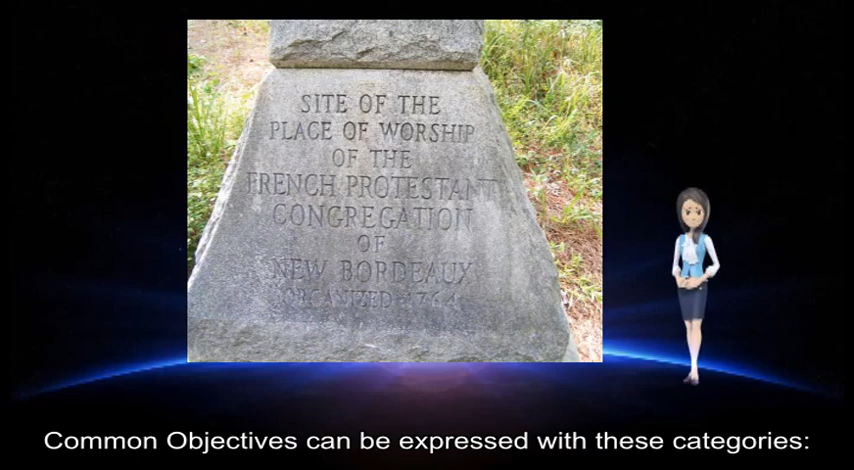 SITE OF THE
PLACE OF WORSHIP
OF THE
FRENCH PROTESTANT
CONGREGATION
OF
NEW BORDEAUX
ORGANIZED 1764
Common Objectives can be expressed with these categories: